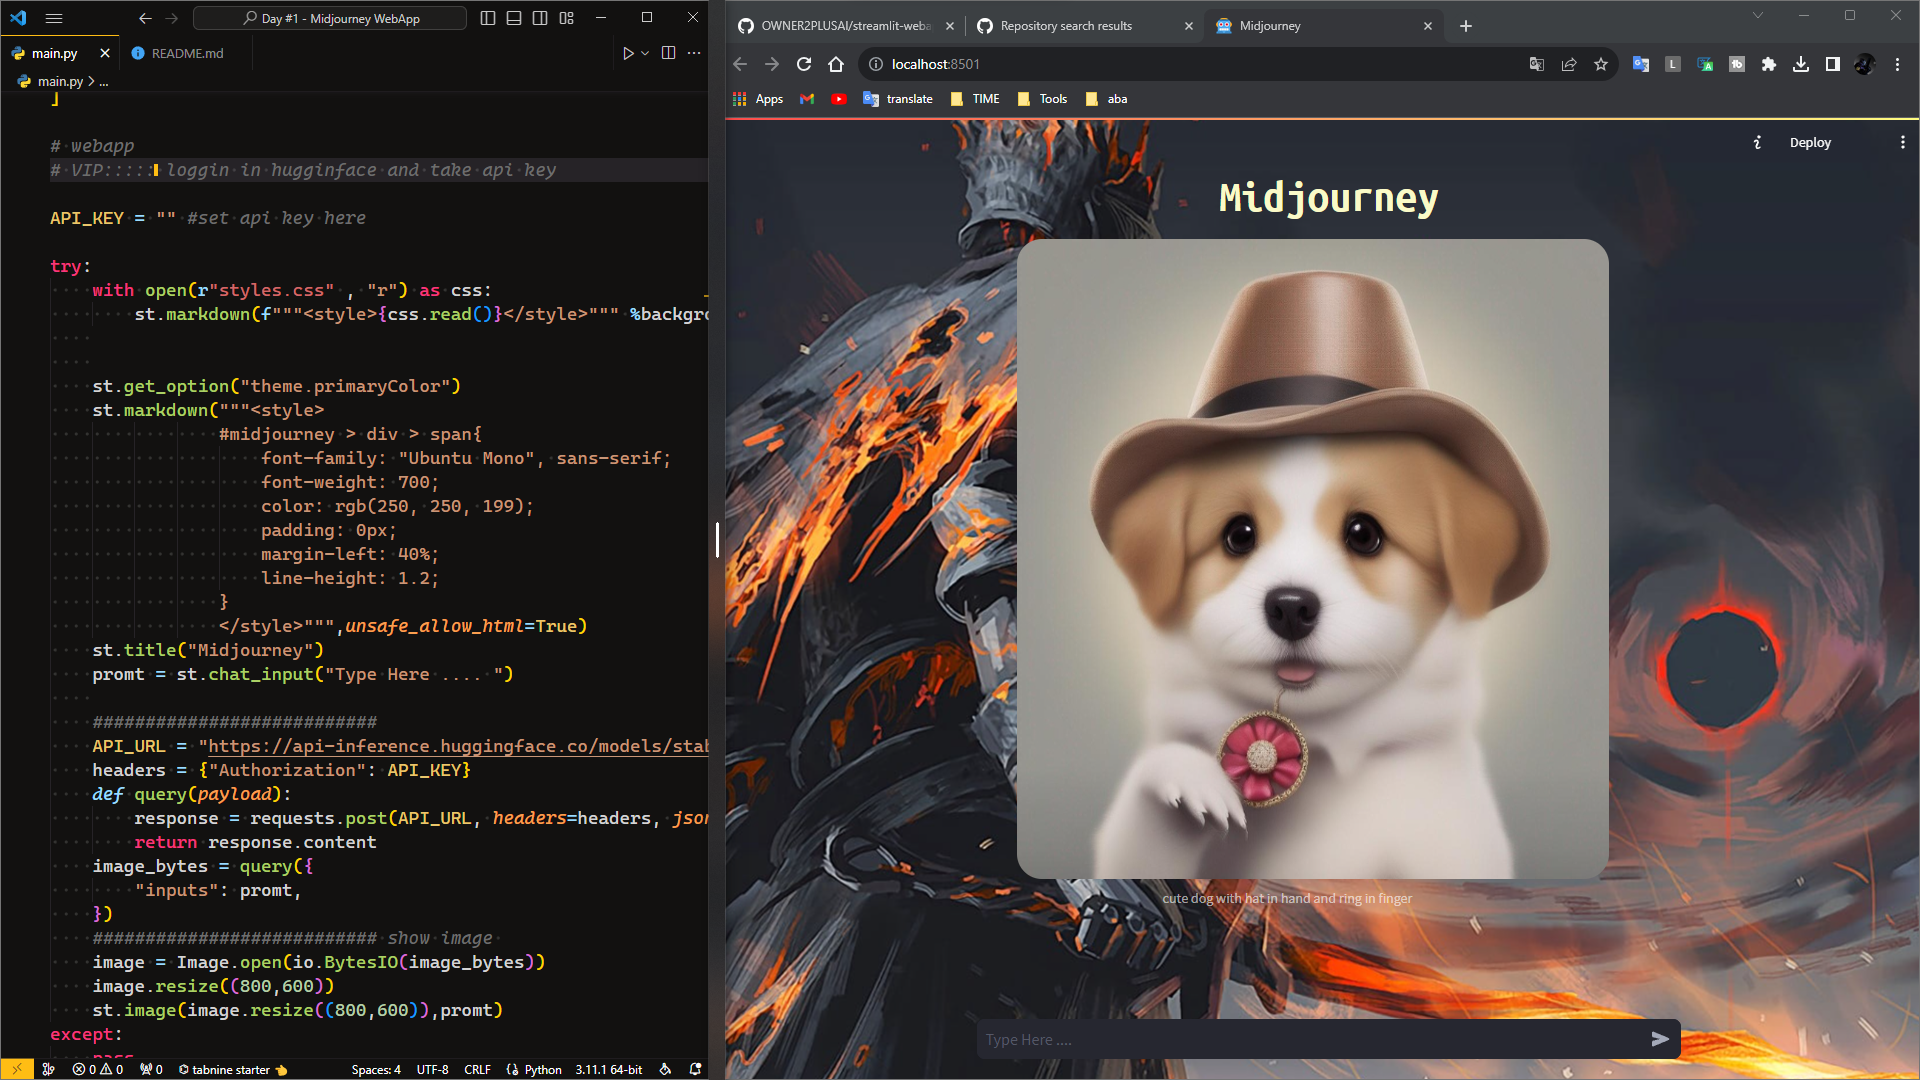 Day #1 - Midjourney WebApp
main.py
README.md
main.py > ...
]
# webapp
# VIP::::: loggin in hugginface and take api key
API_KEY = "" #set api key here
try:
with open(r"styles.css" , "r") as css:
st.markdown(f"""<style>{css.read()}</style>""" %backgro
st.get_option("theme.primaryColor")
st.markdown("""<style>
#midjourney > div > span{
font-family: "Ubuntu Mono", sans-serif;
font-weight: 700;
color: rgb(250, 250, 199);
padding: 0px;
margin-left: 40%;
line-height: 1.2;
}
</style>""",unsafe_allow_html=True)
st.title("Midjourney")
promt = st.chat_input("Type Here .... ")
###########################
API_URL = "https://api-inference.huggingface.co/models/stab
headers = {"Authorization": API_KEY}
def query(payload):
response = requests.post(API_URL, headers=headers, json
return response.content
image_bytes = query({
"inputs": promt,
})
########################### show image
image = Image.open(io.BytesIO(image_bytes))
image.resize((800,600))
st.image(image.resize((800,600)),promt)
except:
pass
0 0 0 tabnine starter Spaces: 4 UTF-8 CRLF Python 3.11.1 64-bit
OWNER2PLUSAI/streamlit-weba
Repository search results
Midjourney
localhost:8501
Apps translate TIME Tools aba
Deploy
Midjourney
cute dog with hat in hand and ring in finger
Type Here ....